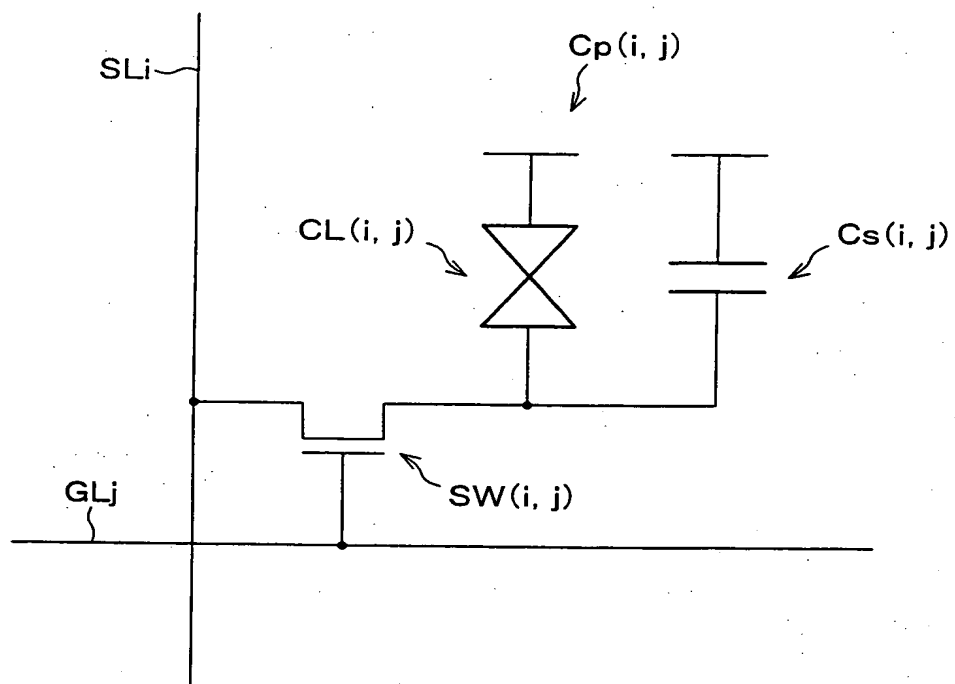 Cp(i, j)
SLi
CL(i, j)
Cs(i, j)
SW(i, j)
GLj